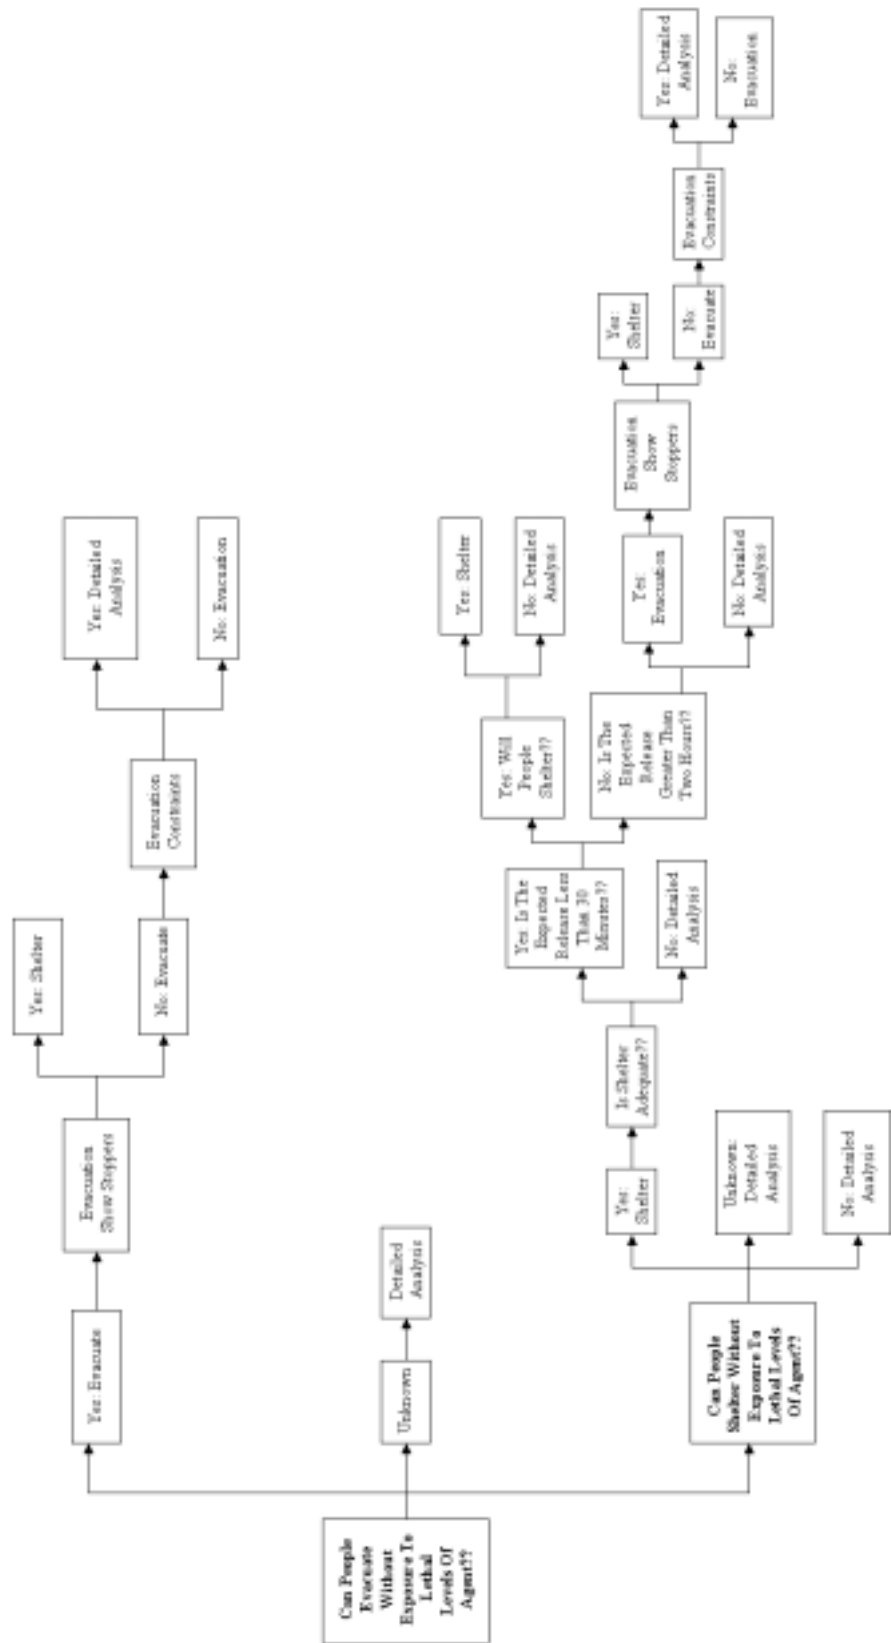 Can People
Evacuate
Without
Exposure To
Lethal
Levels Of
Agent??
Yes: Evacuate
Evacuation
Show Stoppers
Yes: Shelter
No: Evacuate
Evacuation
Constraints
Yes: Detailed
Analysis
No: Evacuation
Unknown
Detailed
Analysis
Can People
Shelter Without
Exposure To
Lethal Levels
Of Agent??
Yes:
Shelter
Unknown:
Detailed
Analysis
No: Detailed
Analysis
Is Shelter
Adequate??
Yes: Is The
Expected
Release Less
Than 30
Minutes??
No: Detailed
Analysis
Yes: Will
People
Shelter??
Yes: Shelter
No: Detailed
Analysis
No: Is The
Expected
Release
Greater Than
Two Hours??
Yes:
Evacuation
No: Detailed
Analysis
Evacuation
Show
Stoppers
Yes:
Shelter
No:
Evacuate
Evacuation
Constraints
Yes: Detailed
Analysis
No:
Evacuation